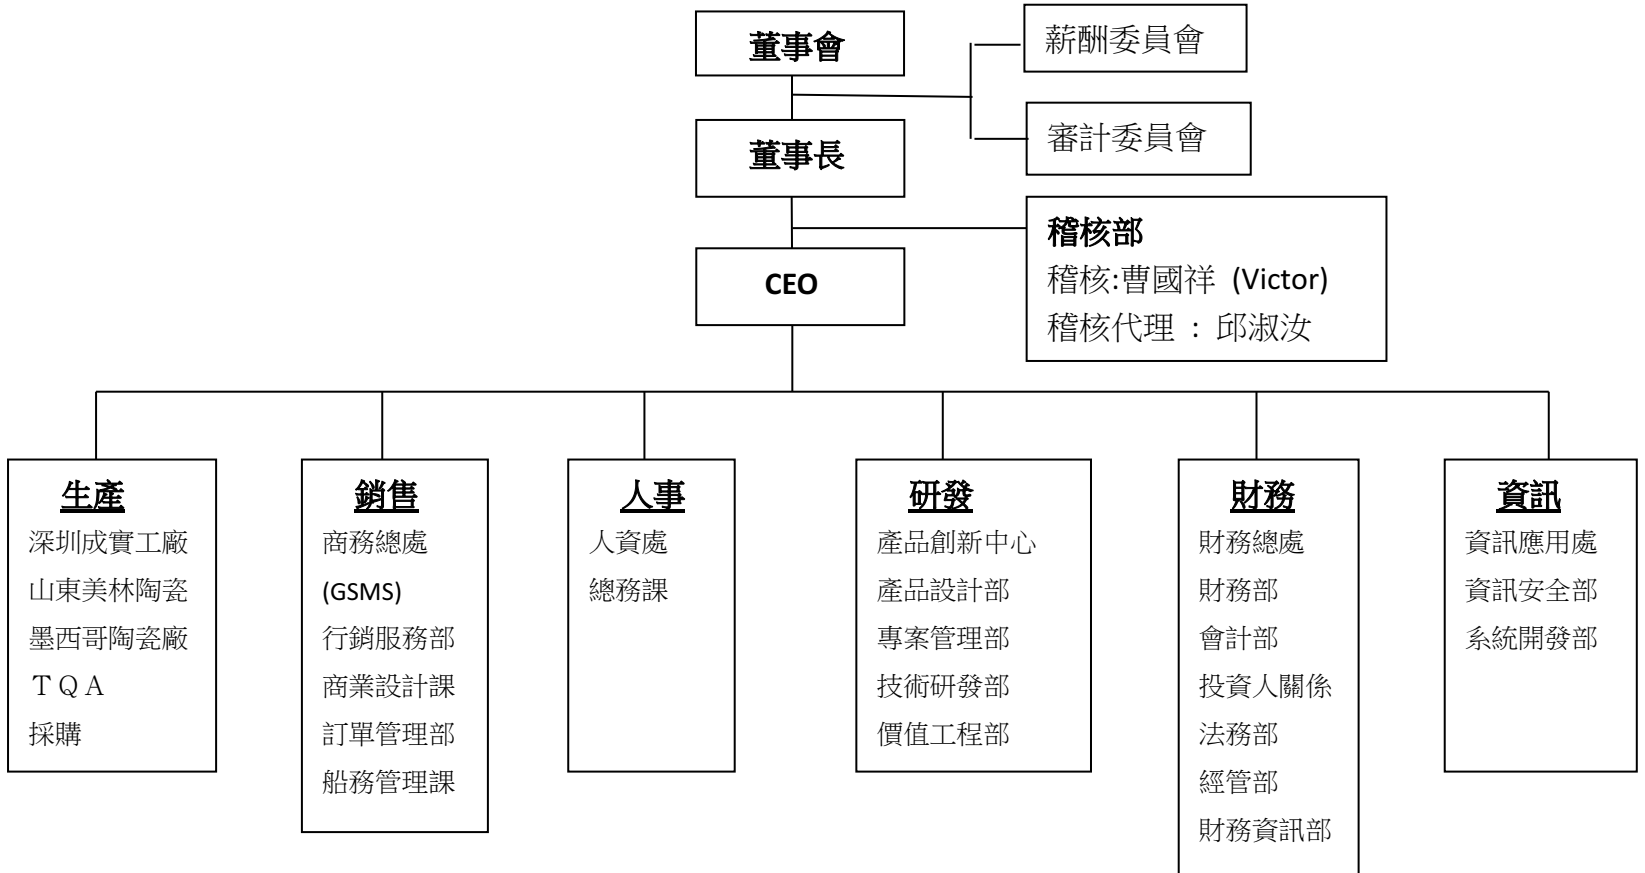 董事會
薪酬委員會
審計委員會
董事長
稽核部
稽核:曹國祥 (Victor)
稽核代理 : 邱淑汝
CEO
生產
深圳成實工廠
山東美林陶瓷
墨西哥陶瓷廠
ＴＱＡ
採購
銷售
商務總處
(GSMS)
行銷服務部
商業設計課
訂單管理部
船務管理課
人事
人資處
總務課
研發
產品創新中心
產品設計部
專案管理部
技術研發部
價值工程部
財務
財務總處
財務部
會計部
投資人關係
法務部
經管部
財務資訊部
資訊
資訊應用處
資訊安全部
系統開發部